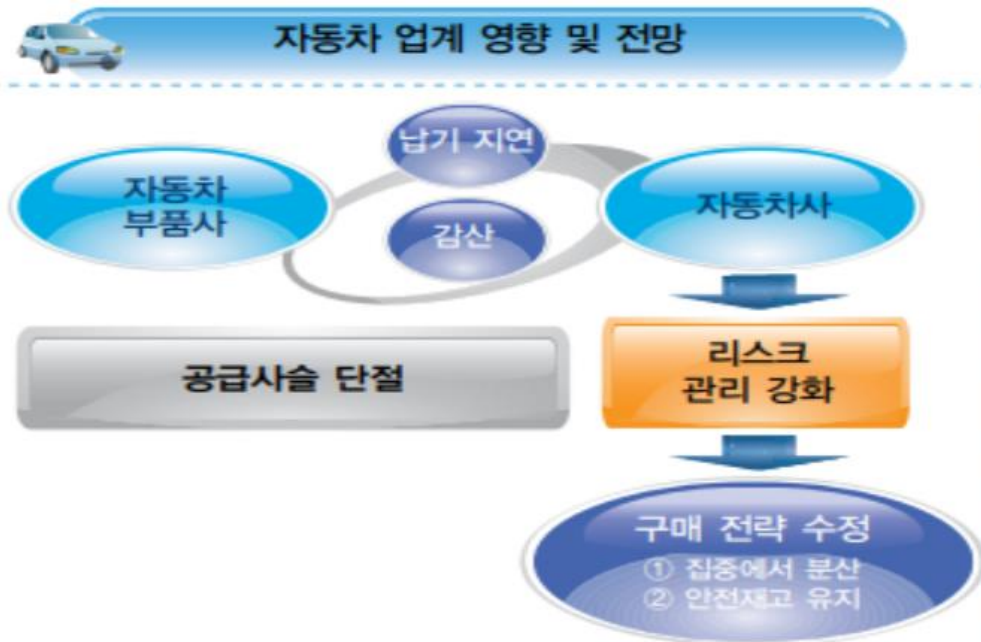 자동차 업계 영향 및 전망
납기 지연
자동차
부품사
감산
자동차사
공급사슬 단절
리스크
관리 강화
구매 전략 수정
① 집중에서 분산
② 안전재고 유지